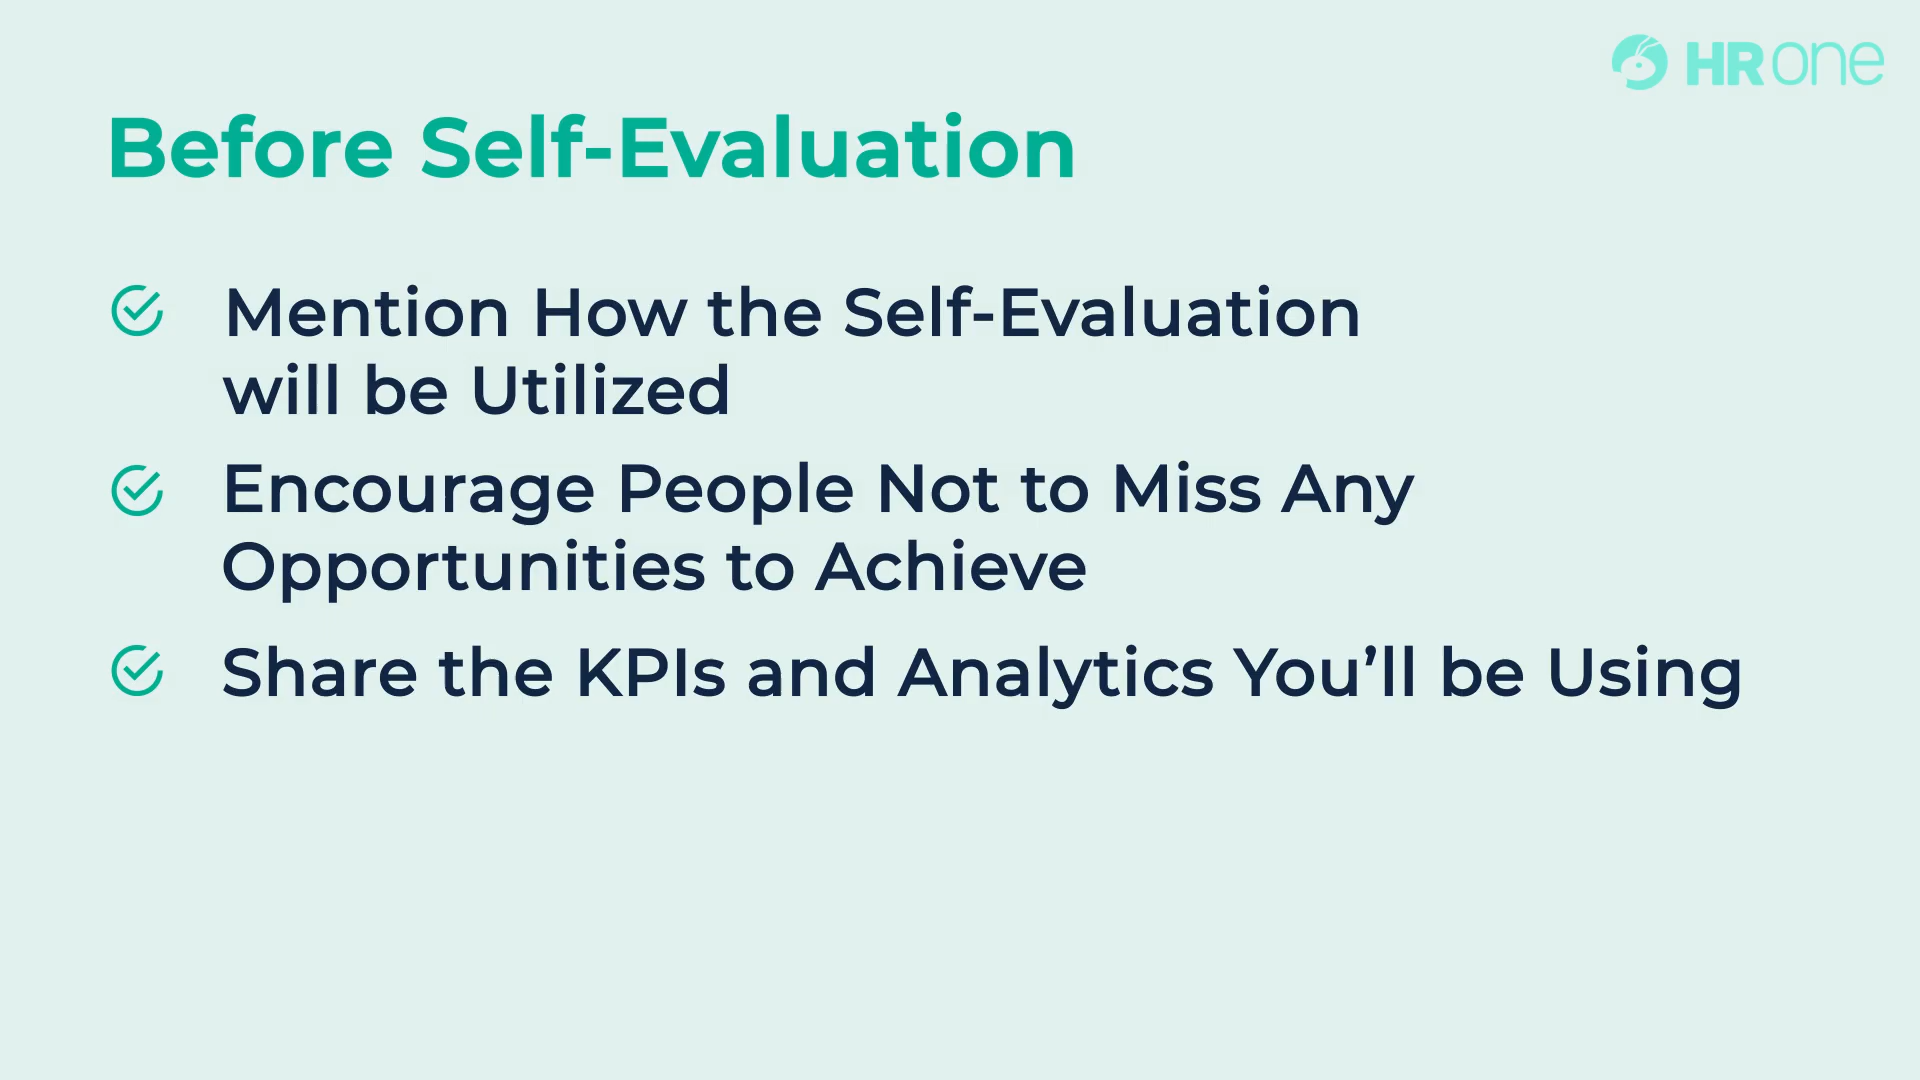 HRone
Before Self-Evaluation
Mention How the Self-Evaluation
will be Utilized
Encourage People Not to Miss Any
Opportunities to Achieve
Share the KPIs and Analytics You’ll be Using